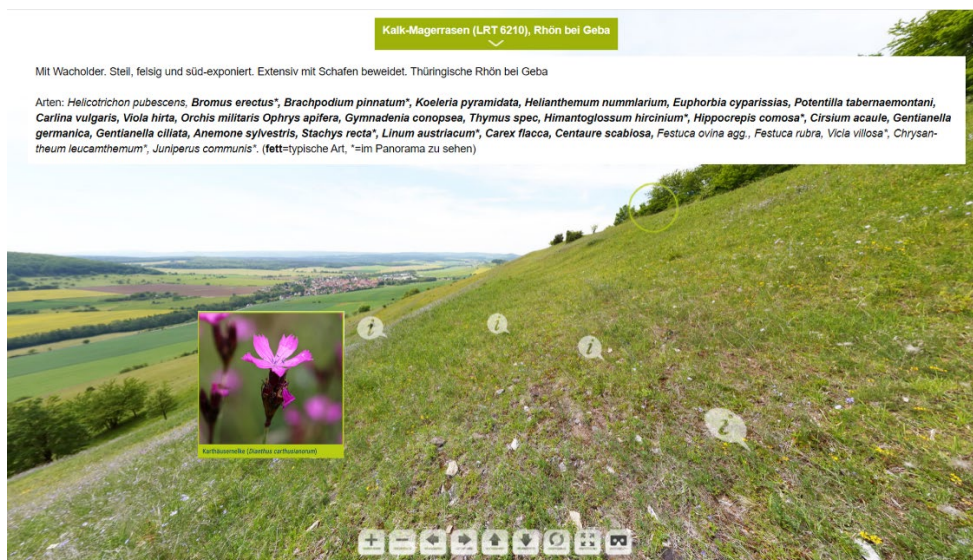 Kalk-Magerrasen (LRT 6210), Rhön bei Geba
Mit Wacholder. Steil, felsig und süd-exponiert. Extensiv mit Schafen beweidet. Thüringische Rhön bei Geba
Arten: Helicotrichon pubescens, Bromus erectus*, Brachpodium pinnatum*, Koeleria pyramidata, Helianthemum nummlarium, Euphorbia cyparissias, Potentilla tabernaemontani,
Carlina vulgaris, Viola hirta, Orchis militaris Ophrys apifera, Gymnadenia conopsea, Thymus spec, Himantoglossum hircinium*, Hippocrepis comosa*, Cirsium acaule, Gentianella
germanica, Gentianella ciliata, Anemone sylvestris, Stachys recta*, Linum austriacum*, Carex flacca, Centaure scabiosa, Festuca ovina agg., Festuca rubra, Vicia villosa*, Chrysan-
theum leucamthemum*, Juniperus communis*. (fett=typische Art, *=im Panorama zu sehen)
i
i
i
i
Karthäusernelke (Dianthus carthusianorum)